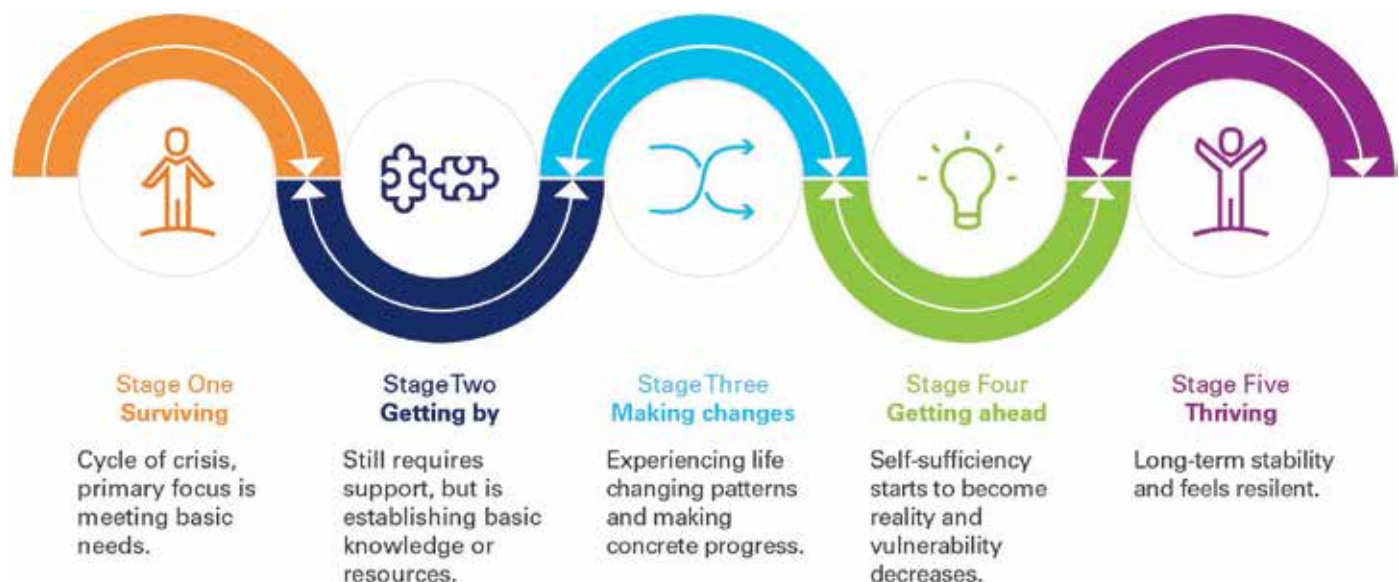 Stage One
Surviving
Cycle of crisis,
primary focus is
meeting basic
needs.
Stage Two
Getting by
Still requires
support, but is
establishing basic
knowledge or
resources.
Stage Three
Making changes
Experiencing life
changing patterns
and making
concrete progress.
Stage Four
Getting ahead
Self-sufficiency
starts to become
reality and
vulnerability
decreases.
Stage Five
Thriving
Long-term stability
and feels resilent.